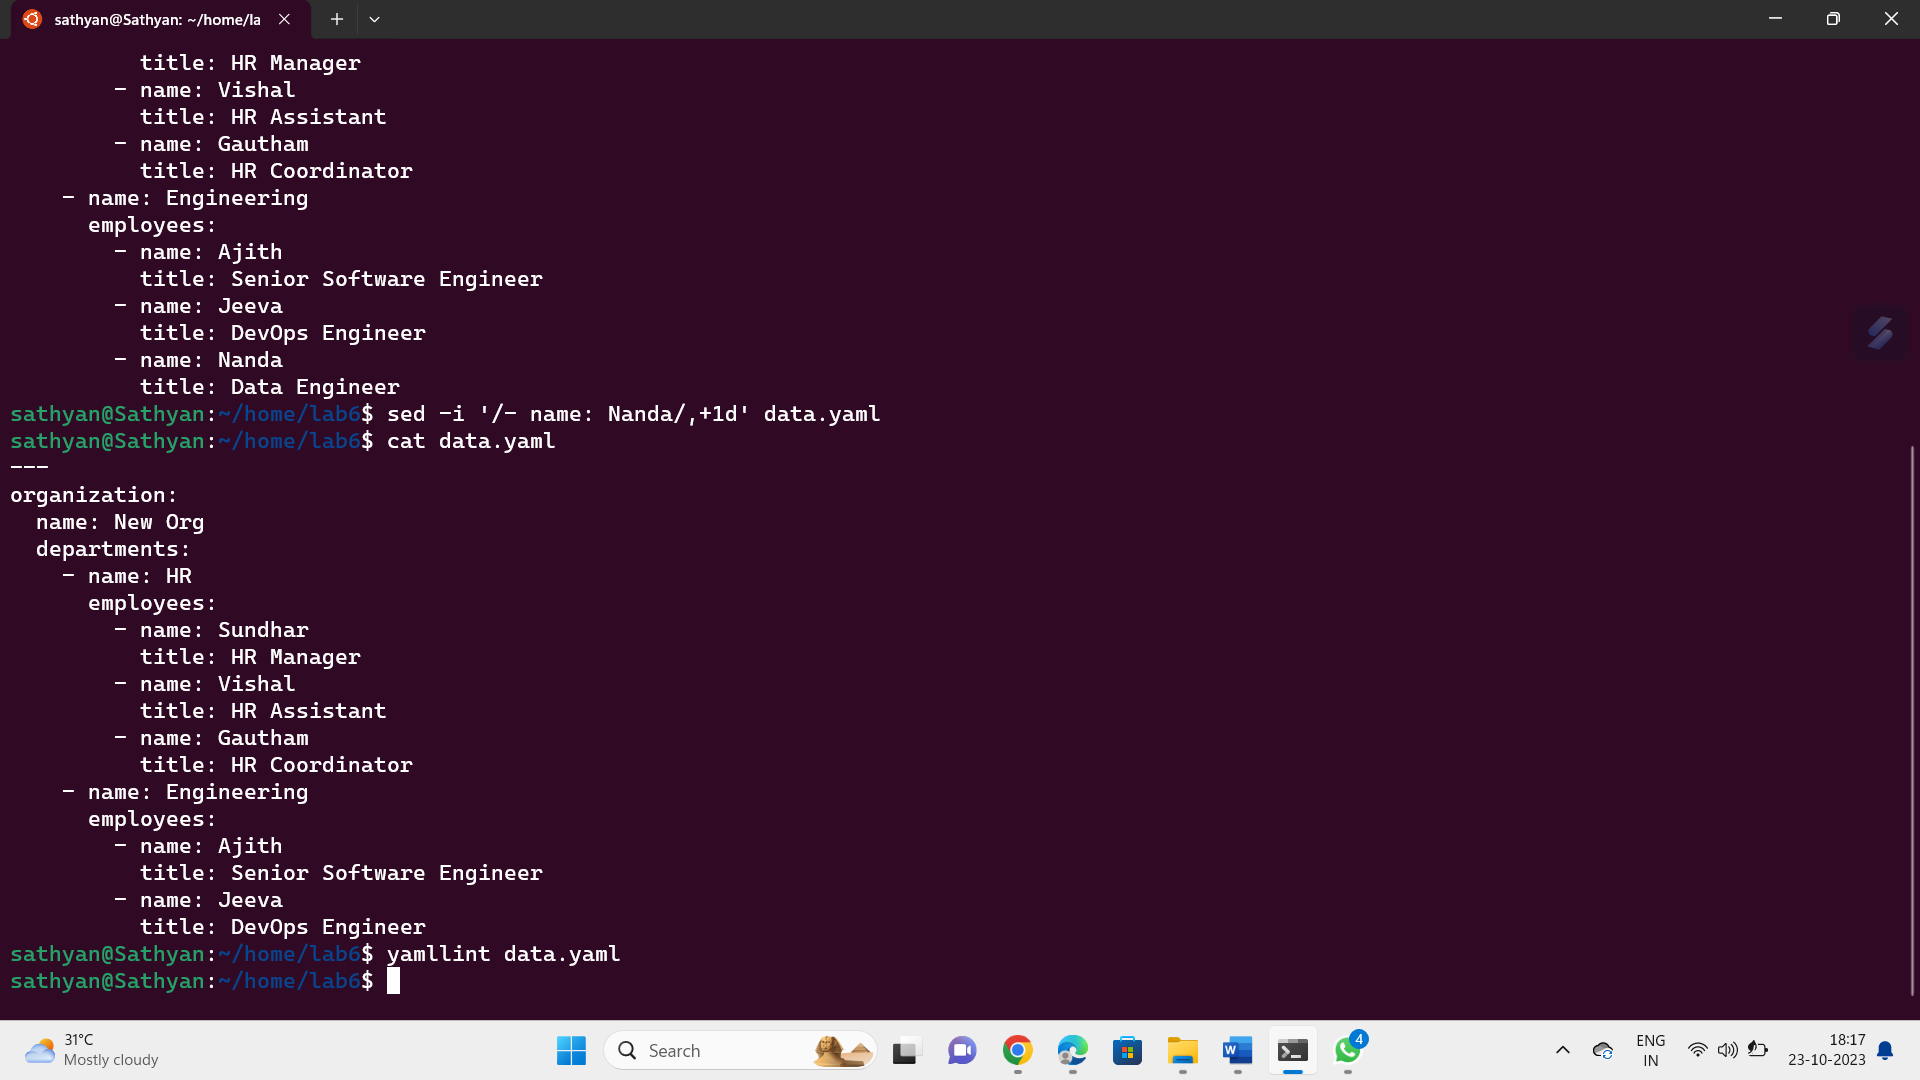 sathyan@Sathyan: ~/home/la
            title: HR Manager
        - name: Vishal
          title: HR Assistant
        - name: Gautham
          title: HR Coordinator
    - name: Engineering
      employees:
        - name: Ajith
          title: Senior Software Engineer
        - name: Jeeva
          title: DevOps Engineer
        - name: Nanda
          title: Data Engineer
sathyan@Sathyan:~/home/lab6$ sed -i '/- name: Nanda/,+1d' data.yaml
sathyan@Sathyan:~/home/lab6$ cat data.yaml
---
organization:
  name: New Org
  departments:
    - name: HR
      employees:
        - name: Sundhar
          title: HR Manager
        - name: Vishal
          title: HR Assistant
        - name: Gautham
          title: HR Coordinator
    - name: Engineering
      employees:
        - name: Ajith
          title: Senior Software Engineer
        - name: Jeeva
          title: DevOps Engineer
sathyan@Sathyan:~/home/lab6$ yamllint data.yaml
sathyan@Sathyan:~/home/lab6$
31°C
Mostly cloudy
Search
W
4
ENG
IN
18:17
23-10-2023